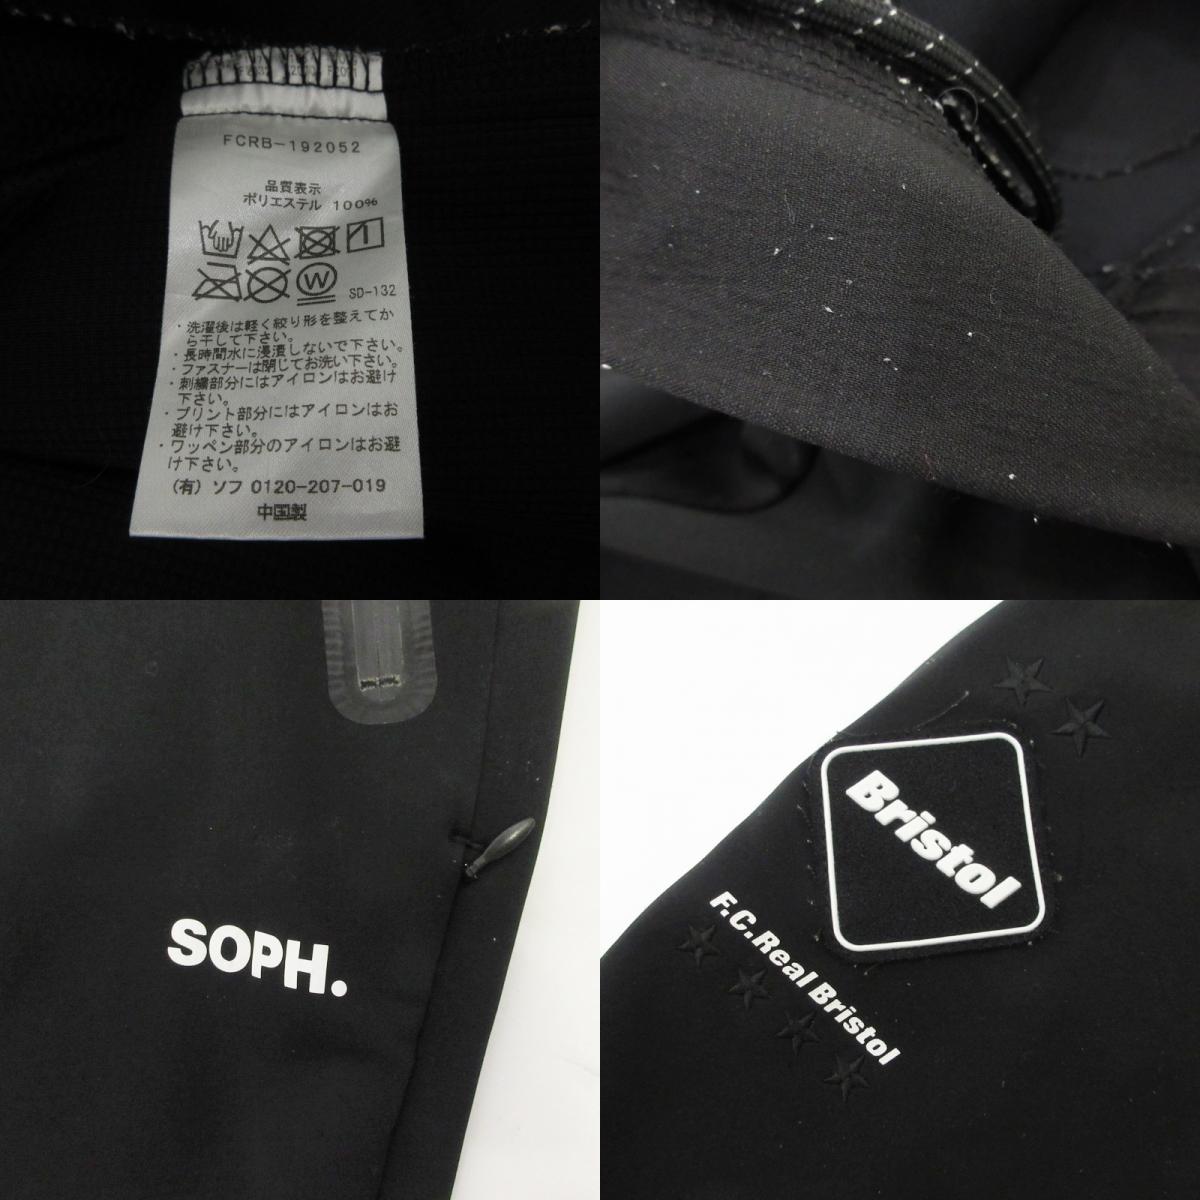 FCRB-192052
品質表示
ポリエステル 100%
W
SD-132
・洗濯後は軽く絞り形を整えてか
ら干して下さい。
・長時間水に浸漬しないで下さい。
・ファスナーは閉じてお洗い下さい。
・刺繍部分にはアイロンはお避け
下さい。
・プリント部分にはアイロンはお
避け下さい。
・ワッペン部分のアイロンはお避
け下さい。
(有) ソフ 0120-207-019
中国製
SOPH.
Bristol
F.C.Real Bristol